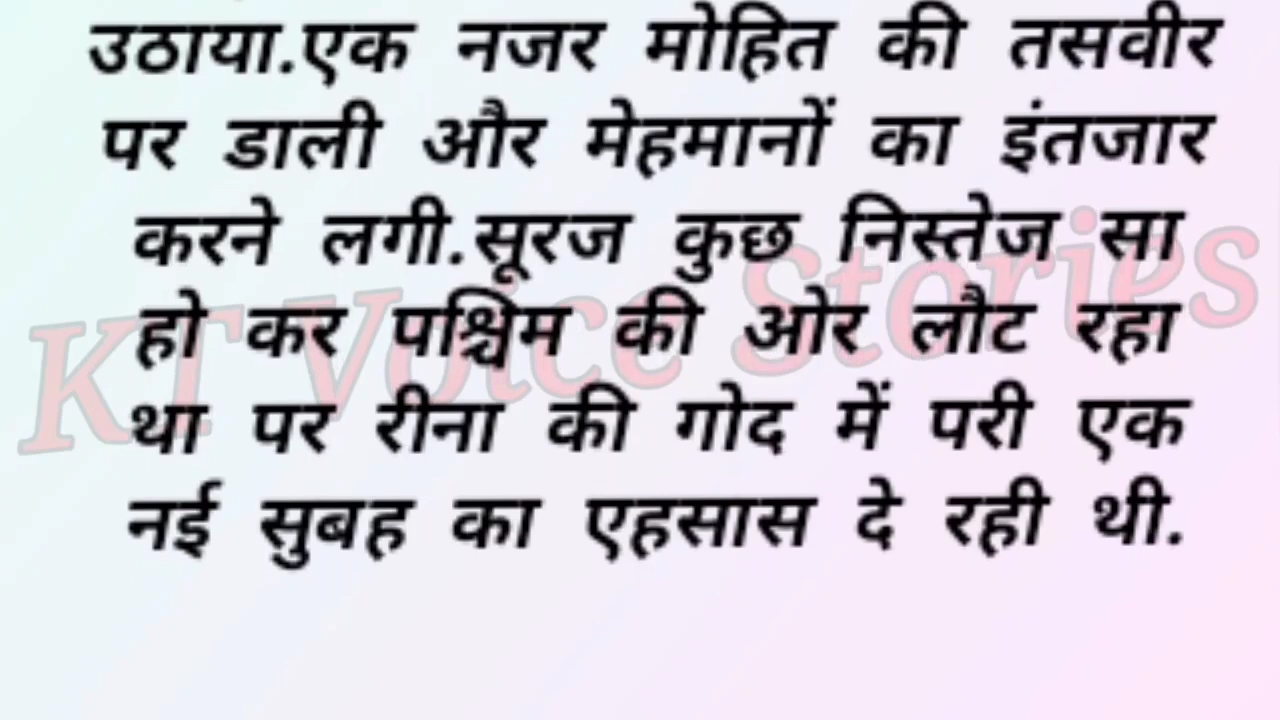 उठाया.एक नजर मोहित की तसवीर
पर डाली और मेहमानों का इंतजार
करने लगी.सूरज कुछ निस्तेज सा
हो कर पश्चिम की ओर लौट रहा
था पर रीना की गोद में परी एक
नई सुबह का एहसास दे रही थी.
KT Voice Stories